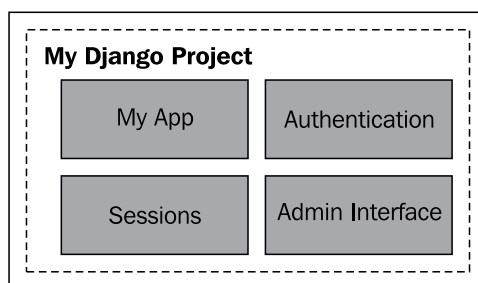 My Django Project
My App
Authentication
Sessions
Admin Interface